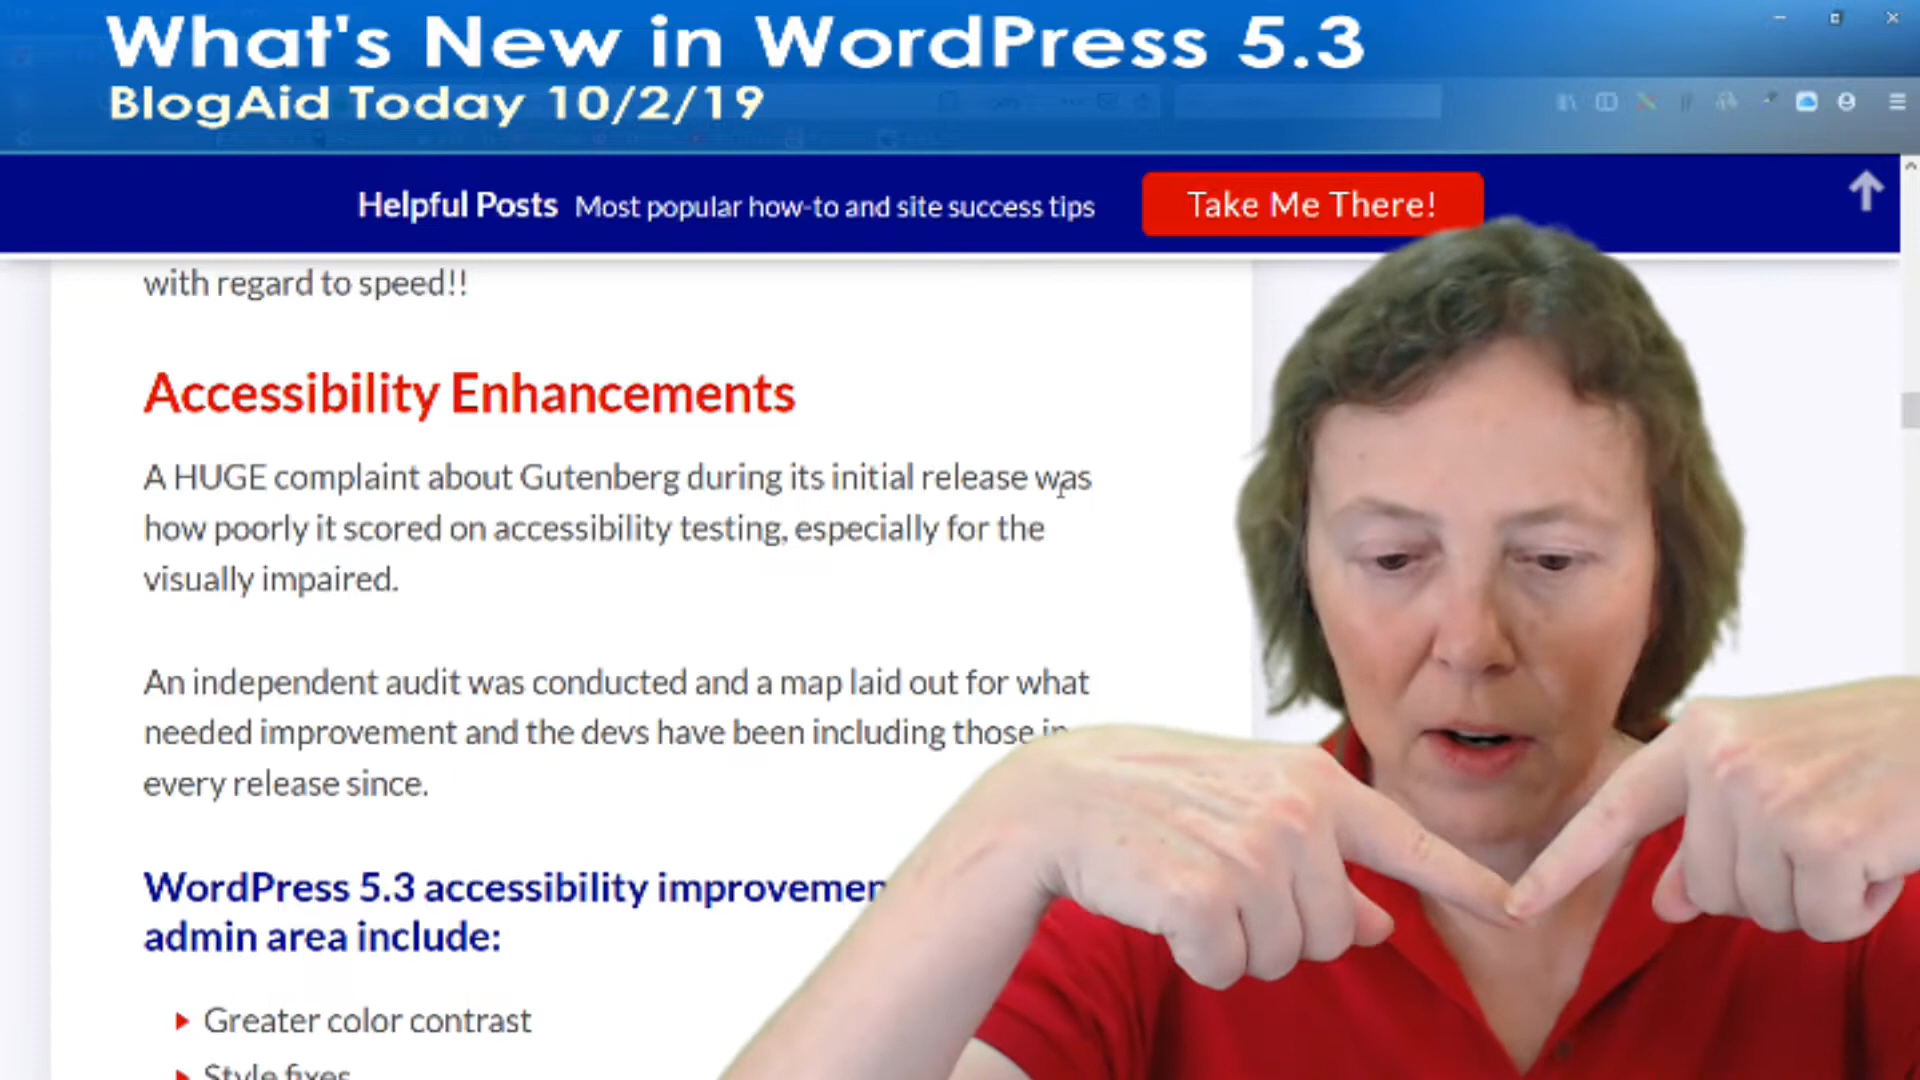 What's New in WordPress 5.3
BlogAid Today 10/2/19
Helpful Posts Most popular how-to and site success tips Take Me There!
with regard to speed!!
Accessibility Enhancements
A HUGE complaint about Gutenberg during its initial release was
how poorly it scored on accessibility testing, especially for the
visually impaired.
An independent audit was conducted and a map laid out for what
needed improvement and the devs have been including those in
every release since.
WordPress 5.3 accessibility improvemen
admin area include:
Greater color contrast
Style fixes